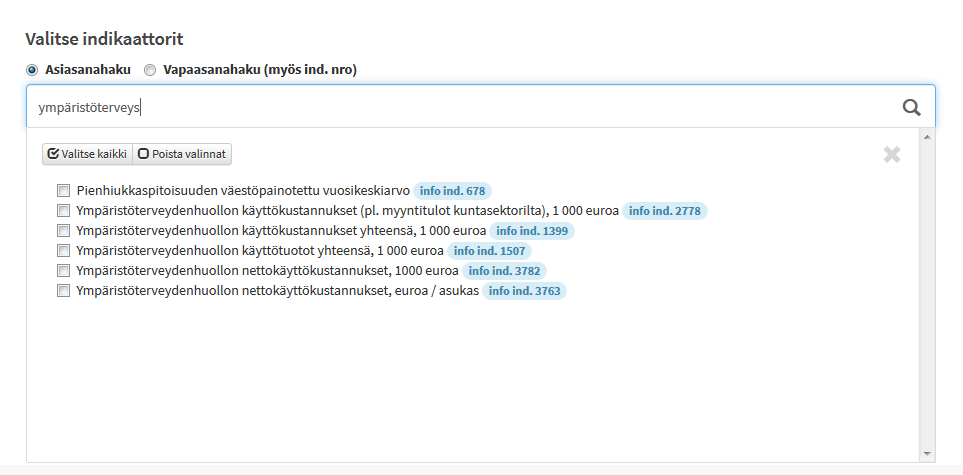 Valitse indikaattorit
Asiasanahaku Vapaasanahaku (myös ind. nro)
ympäristöterveys
Valitse kaikki Poista valinnat
Pienhiukkaspitoisuuden väestöpainotettu vuosikeskiarvo info ind. 678
Ympäristöterveydenhuollon käyttökustannukset (pl. myyntitulot kuntasektorilta), 1 000 euroa info ind. 2778
Ympäristöterveydenhuollon käyttökustannukset yhteensä, 1 000 euroa info ind. 1399
Ympäristöterveydenhuollon käyttötuotot yhteensä, 1 000 euroa info ind. 1507
Ympäristöterveydenhuollon nettokäyttökustannukset, 1000 euroa info ind. 3782
Ympäristöterveydenhuollon nettokäyttökustannukset, euroa / asukas info ind. 3763